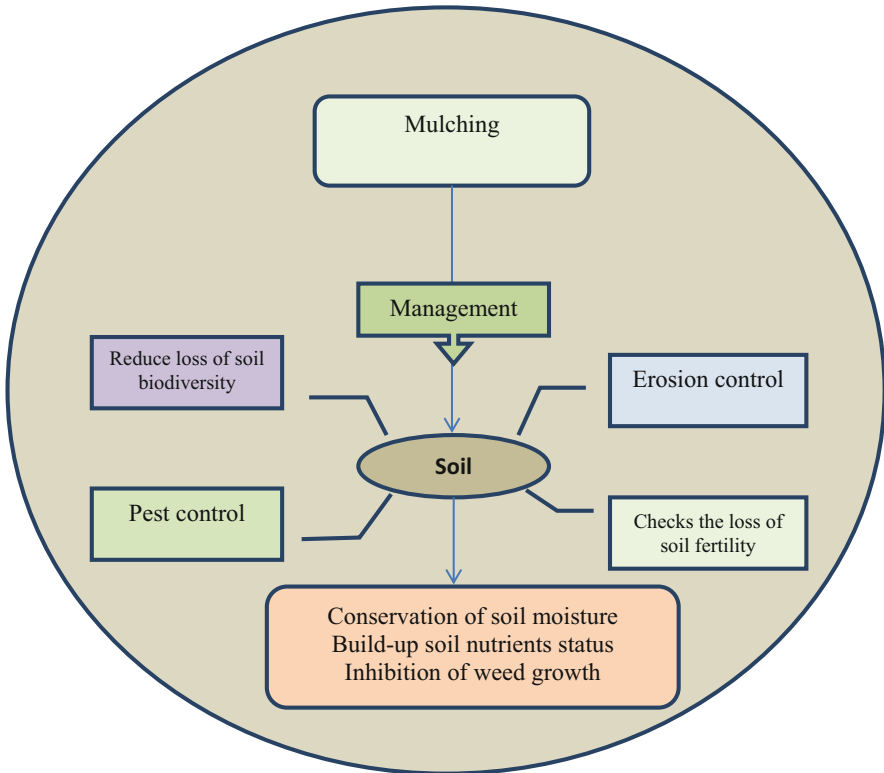 Mulching
Management
Reduce loss of soil
biodiversity
Erosion control
Soil
Pest control
Checks the loss of
soil fertility
Conservation of soil moisture
Build-up soil nutrients status
Inhibition of weed growth